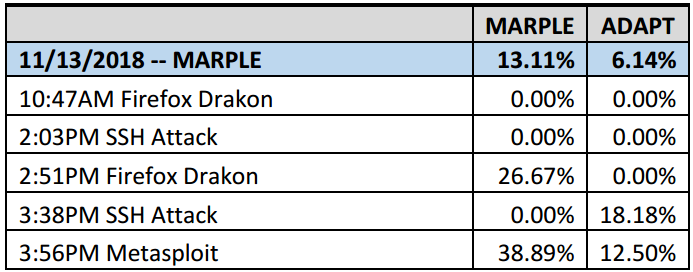 MARPLE ADAPT
11/13/2018 -- MARPLE 13.11% 6.14%
10:47AM Firefox Drakon 0.00% 0.00%
2:03PM SSH Attack 0.00% 0.00%
2:51PM Firefox Drakon 26.67% 0.00%
3:38PM SSH Attack 0.00% 18.18%
3:56PM Metasploit 38.89% 12.50%